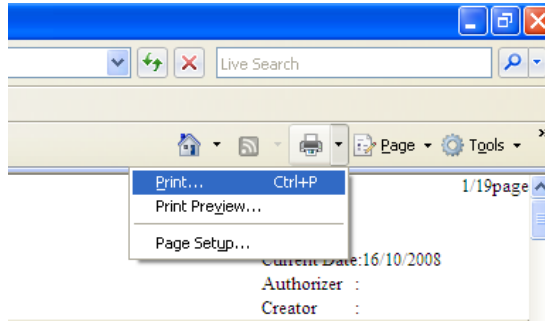 Live Search
Page Tools »
Print... Ctrl+P
1/19page
Print Preview...
Page Setup...
Current Date:16/10/2008
Authorizer :
Creator :